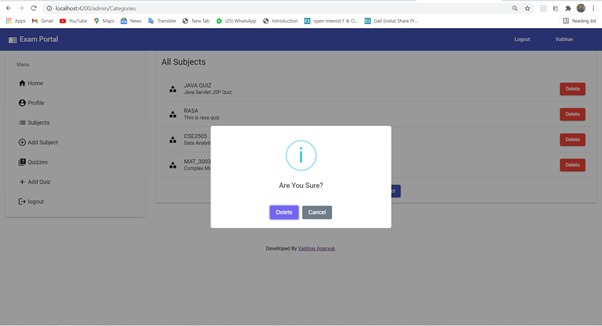 localhost:4200/admin/Categories
Apps
Gmail
YouTube
Maps
News
Translate
New Tab
(25) WhatsApp
Introduction
open interest F & O...
Gail (india) Share Pr...
Reading list
Exam Portal
Logout
Vaibhav
Menu
Home
Profile
Subjects
Add Subject
Quizzes
Add Quiz
logout
All Subjects
JAVA QUIZ
Java Servlet JSP Quiz
Delete
RASA
This is rasa quiz
Delete
CSE3505
Data Analyti
Delete
MAT_3003
Complex
Delete
i
Are You Sure?
Delete
Cancel
Developed By Vaibhav Agarwal